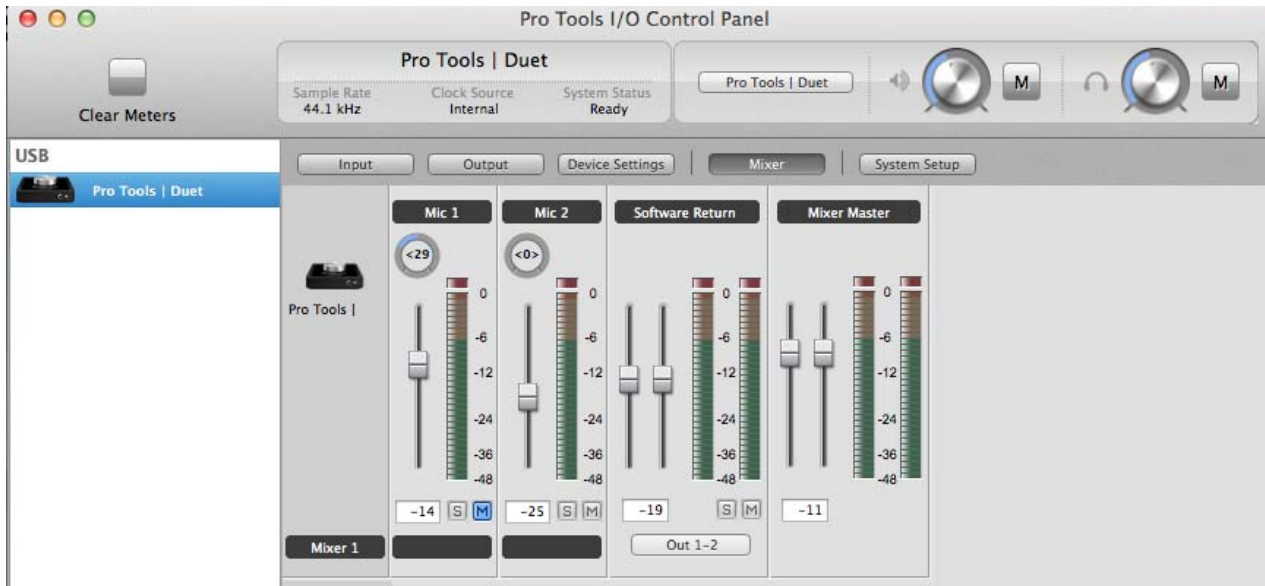 Pro Tools I/O Control Panel
Clear Meters
Pro Tools | Duet
Sample Rate Clock Source System Status
44.1 kHz Internal Ready
Pro Tools | Duet
M
M
USB
Pro Tools | Duet
Input Output Device Settings Mixer System Setup
Mic 1 Mic 2 Software Return Mixer Master
<29 <0>
Pro Tools |
0 0 0 0
-6 -6 -6 -6
-12 -12 -12 -12
-24 -24 -24 -24
-36 -36 -36 -36
-48 -48 -48 -48
-14 S M -25 S M -19 S M -11
Mixer 1 Out 1-2